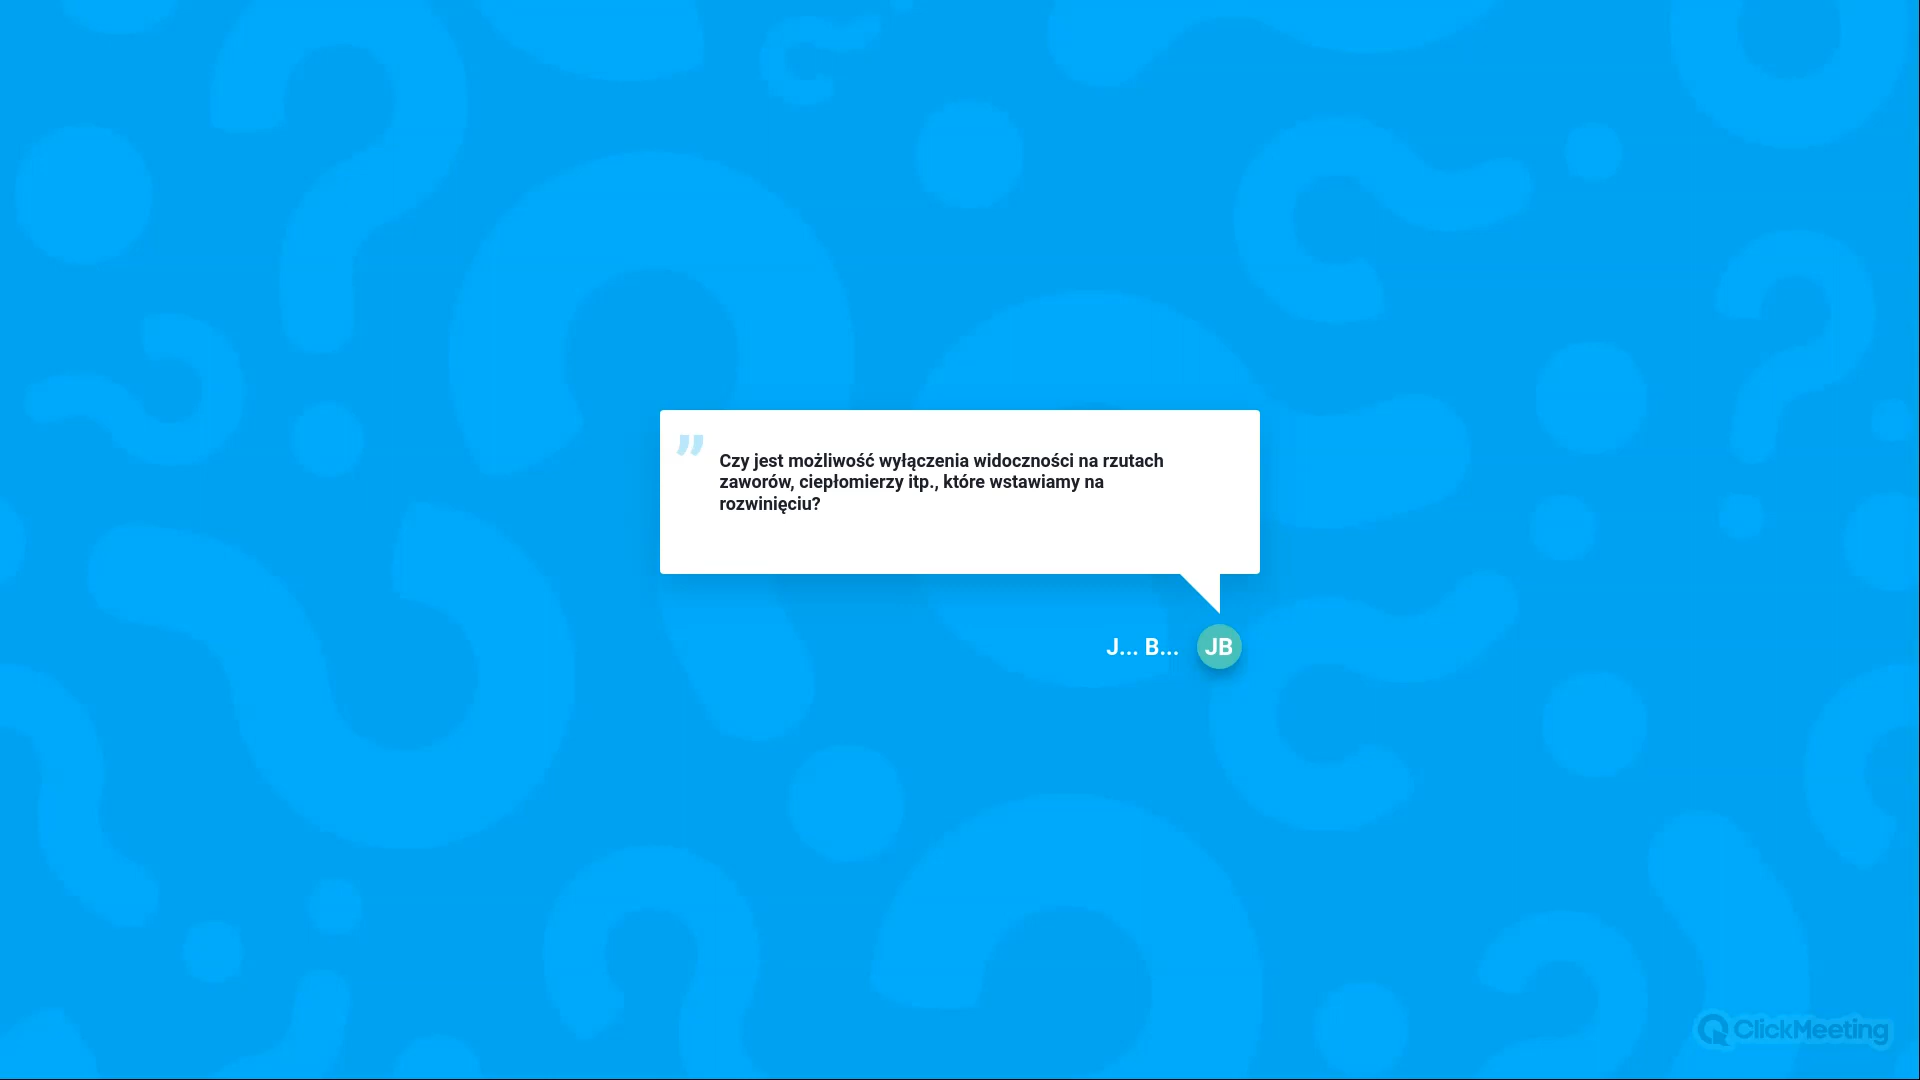 ”
Czy jest możliwość wyłączenia widoczności na rzutach
zaworów, ciepłomierzy itp., które wstawiamy na
rozwinięciu?
J... B... JB
ClickMeeting